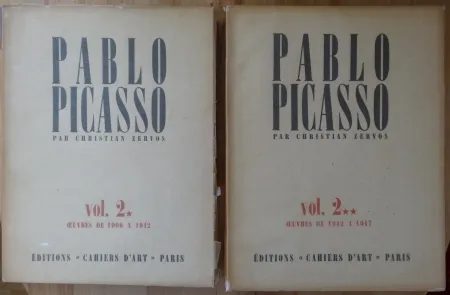 PABLO
PICASSO
PAR CHRISTIAN ZERVOS
vol. 2★
ŒUVRES DE 1906 A 1912
ÉDITIONS "CAHIERS D'ART" PARIS
PABLO
PICASSO
PAR CHRISTIAN ZERVOS
vol. 2★★
ŒUVRES DE 1912 A 1917
ÉDITIONS "CAHIERS D'ART" PARIS